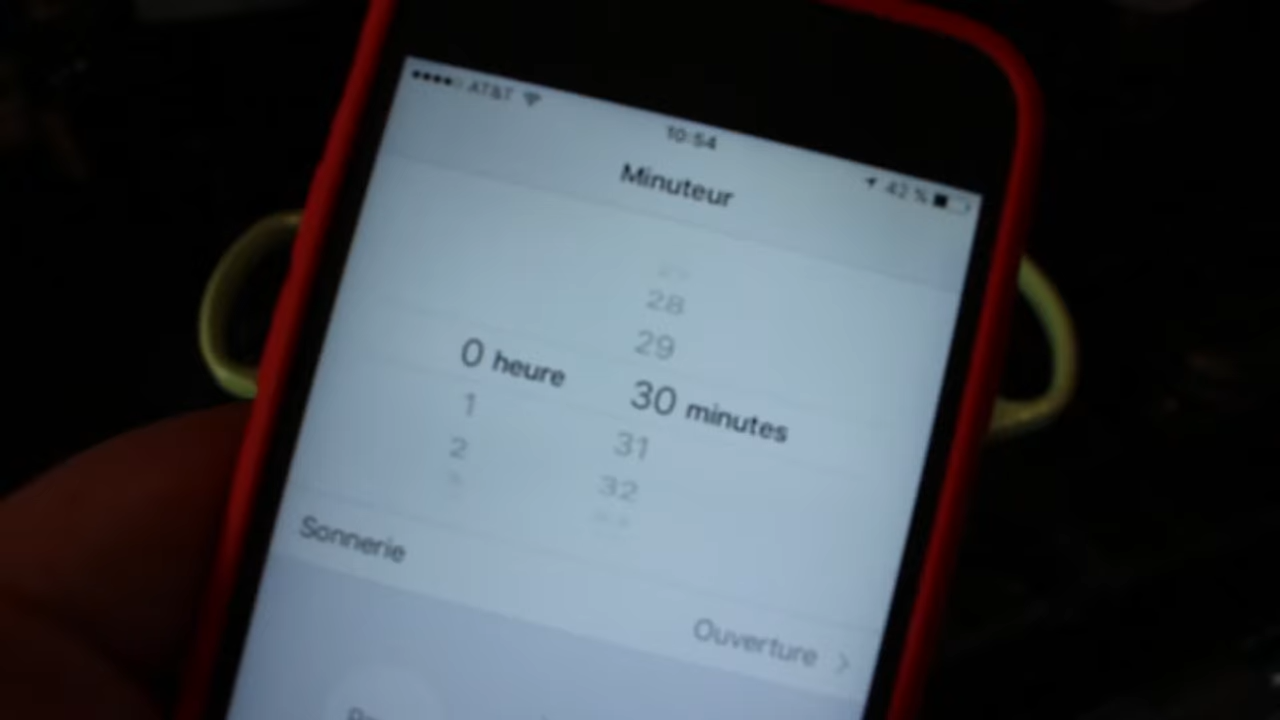 AT&T
10:54
42 %
Minuteur
28
29
0 heure 30 minutes
1 31
2 32
Sonnerie
Ouverture